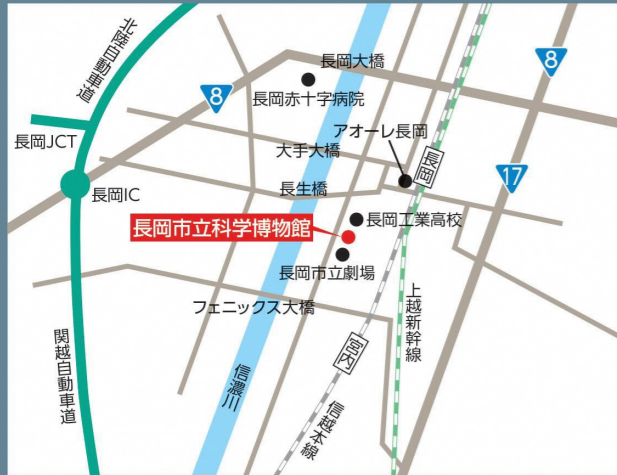 北陸自動車道
長岡大橋
8
8
長岡赤十字病院
アオーレ長岡
長岡JCT
大手大橋
長岡
17
長岡IC
長生橋
長岡工業高校
長岡市立科学博物館
長岡市立劇場
フェニックス大橋
上越新幹線
関越自動車道
宮内
信濃川
信越本線